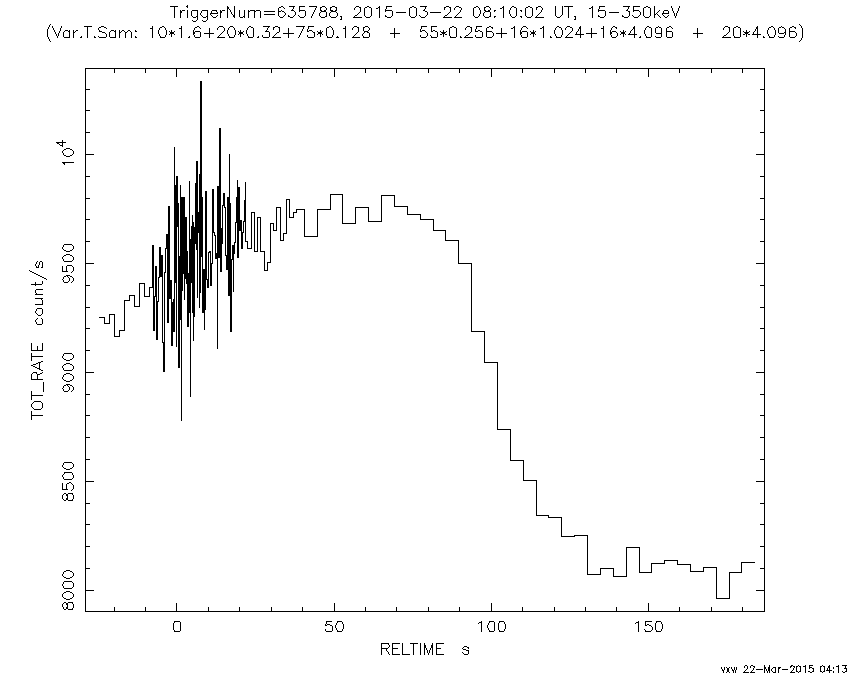 TriggerNum=635788, 2015-03-22 08:10:02 UT, 15-350keV
(Var.T.Sam: 10*1.6+20*0.32+75*0.128 + 55*0.256+16*1.024+16*4.096 + 20*4.096)
10⁴
9500
9000
8500
8000
TOT_RATE count/s
0 50 100 150
RELTIME s
vxw 22-Mar-2015 04:13